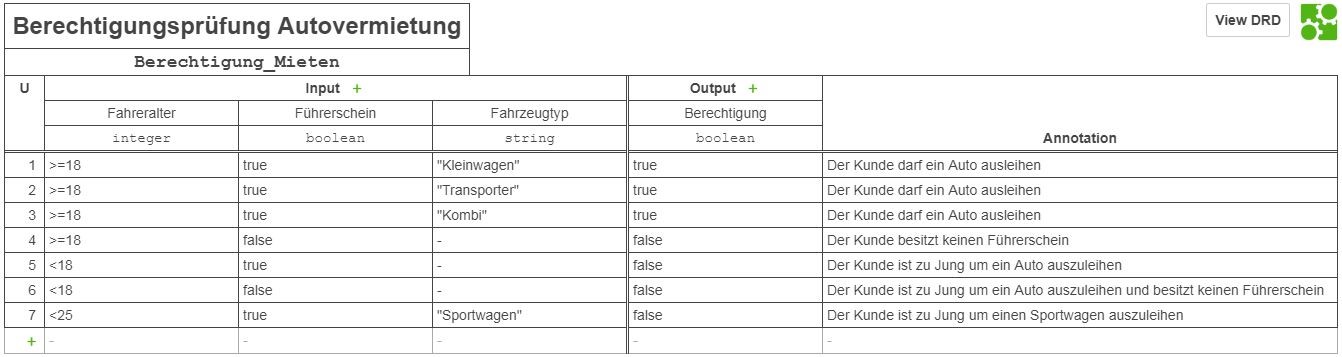 Berechtigungsprüfung Autovermietung
View DRD
Berechtigung_Mieten
U Input + Output + Annotation
Fahreralter Führerschein Fahrzeugtyp Berechtigung
integer boolean string boolean
1 >=18 true "Kleinwagen" true Der Kunde darf ein Auto ausleihen
2 >=18 true "Transporter" true Der Kunde darf ein Auto ausleihen
3 >=18 true "Kombi" true Der Kunde darf ein Auto ausleihen
4 >=18 false - false Der Kunde besitzt keinen Führerschein
5 <18 true - false Der Kunde ist zu Jung um ein Auto auszuleihen
6 <18 false - false Der Kunde ist zu Jung um ein Auto auszuleihen und besitzt keinen Führerschein
7 <25 true "Sportwagen" false Der Kunde ist zu Jung um einen Sportwagen auszuleihen
+ - - - - -